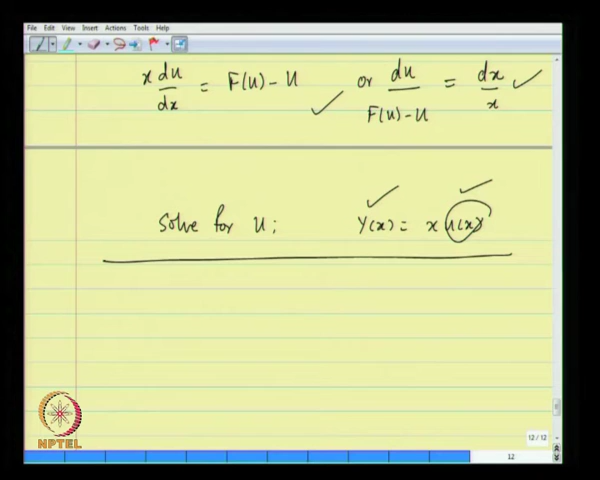 File Edit View Insert Actions Tools Help
x du/dx = F(u) - u or du/F(u)-u = dx/x
Solve for u; y(x) = x u(x)
NPTEL
12/12
12